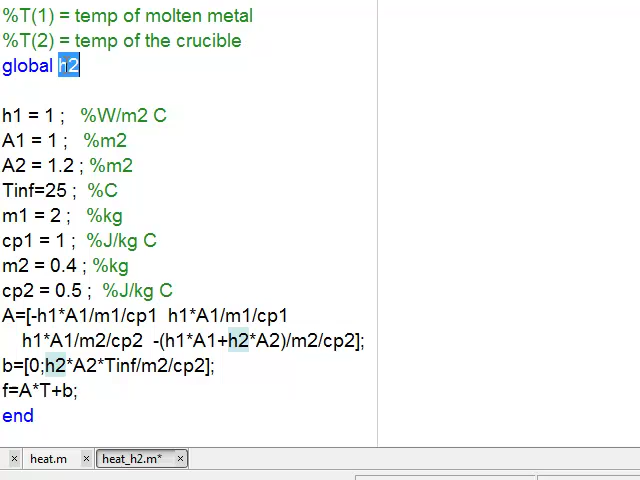 %T(1) = temp of molten metal
%T(2) = temp of the crucible
global h2
h1 = 1 ;   %W/m2 C
A1 = 1 ;   %m2
A2 = 1.2 ; %m2
Tinf=25 ;  %C
m1 = 2 ;   %kg
cp1 = 1 ;  %J/kg C
m2 = 0.4 ; %kg
cp2 = 0.5 ;  %J/kg C
A=[-h1*A1/m1/cp1  h1*A1/m1/cp1
h1*A1/m2/cp2  -(h1*A1+h2*A2)/m2/cp2];
b=[0;h2*A2*Tinf/m2/cp2];
f=A*T+b;
end
× heat.m × heat_h2.m* ×